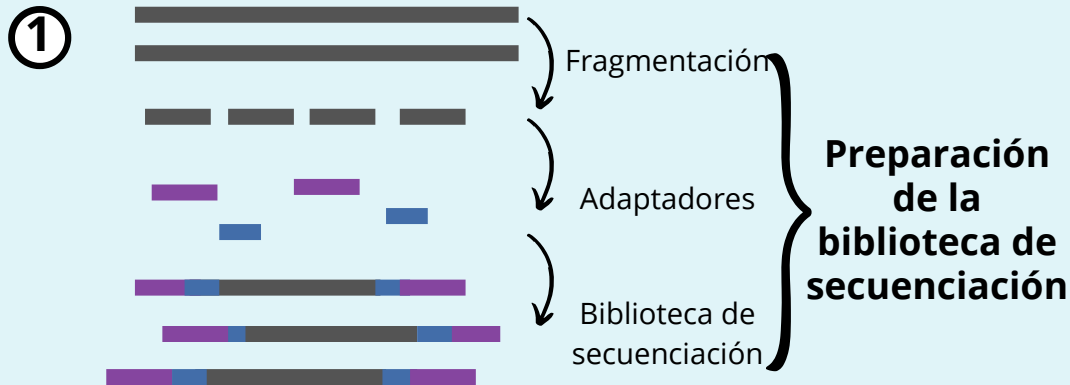 1
Fragmentación
Adaptadores
Biblioteca de
secuenciación
Preparación
de la
biblioteca de
secuenciación